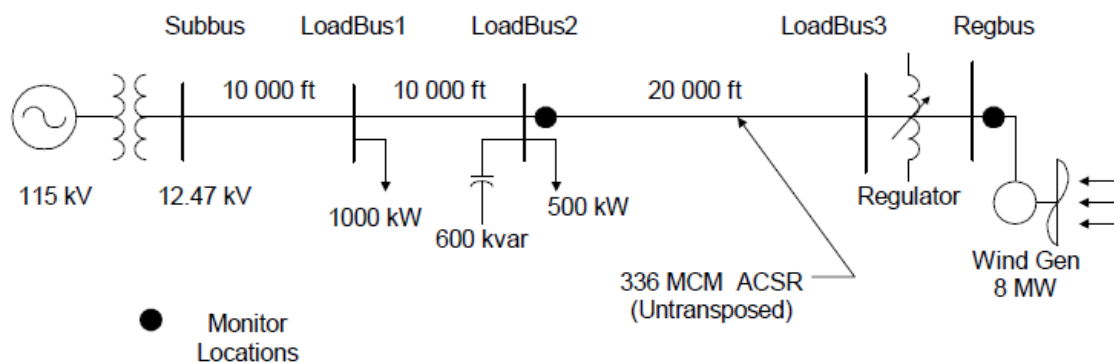 Subbus
LoadBus1
LoadBus2
LoadBus3
Regbus
10 000 ft
10 000 ft
20 000 ft
115 kV
12.47 kV
1000 kW
600 kvar
500 kW
Regulator
Wind Gen
8 MW
336 MCM ACSR
(Untransposed)
Monitor
Locations